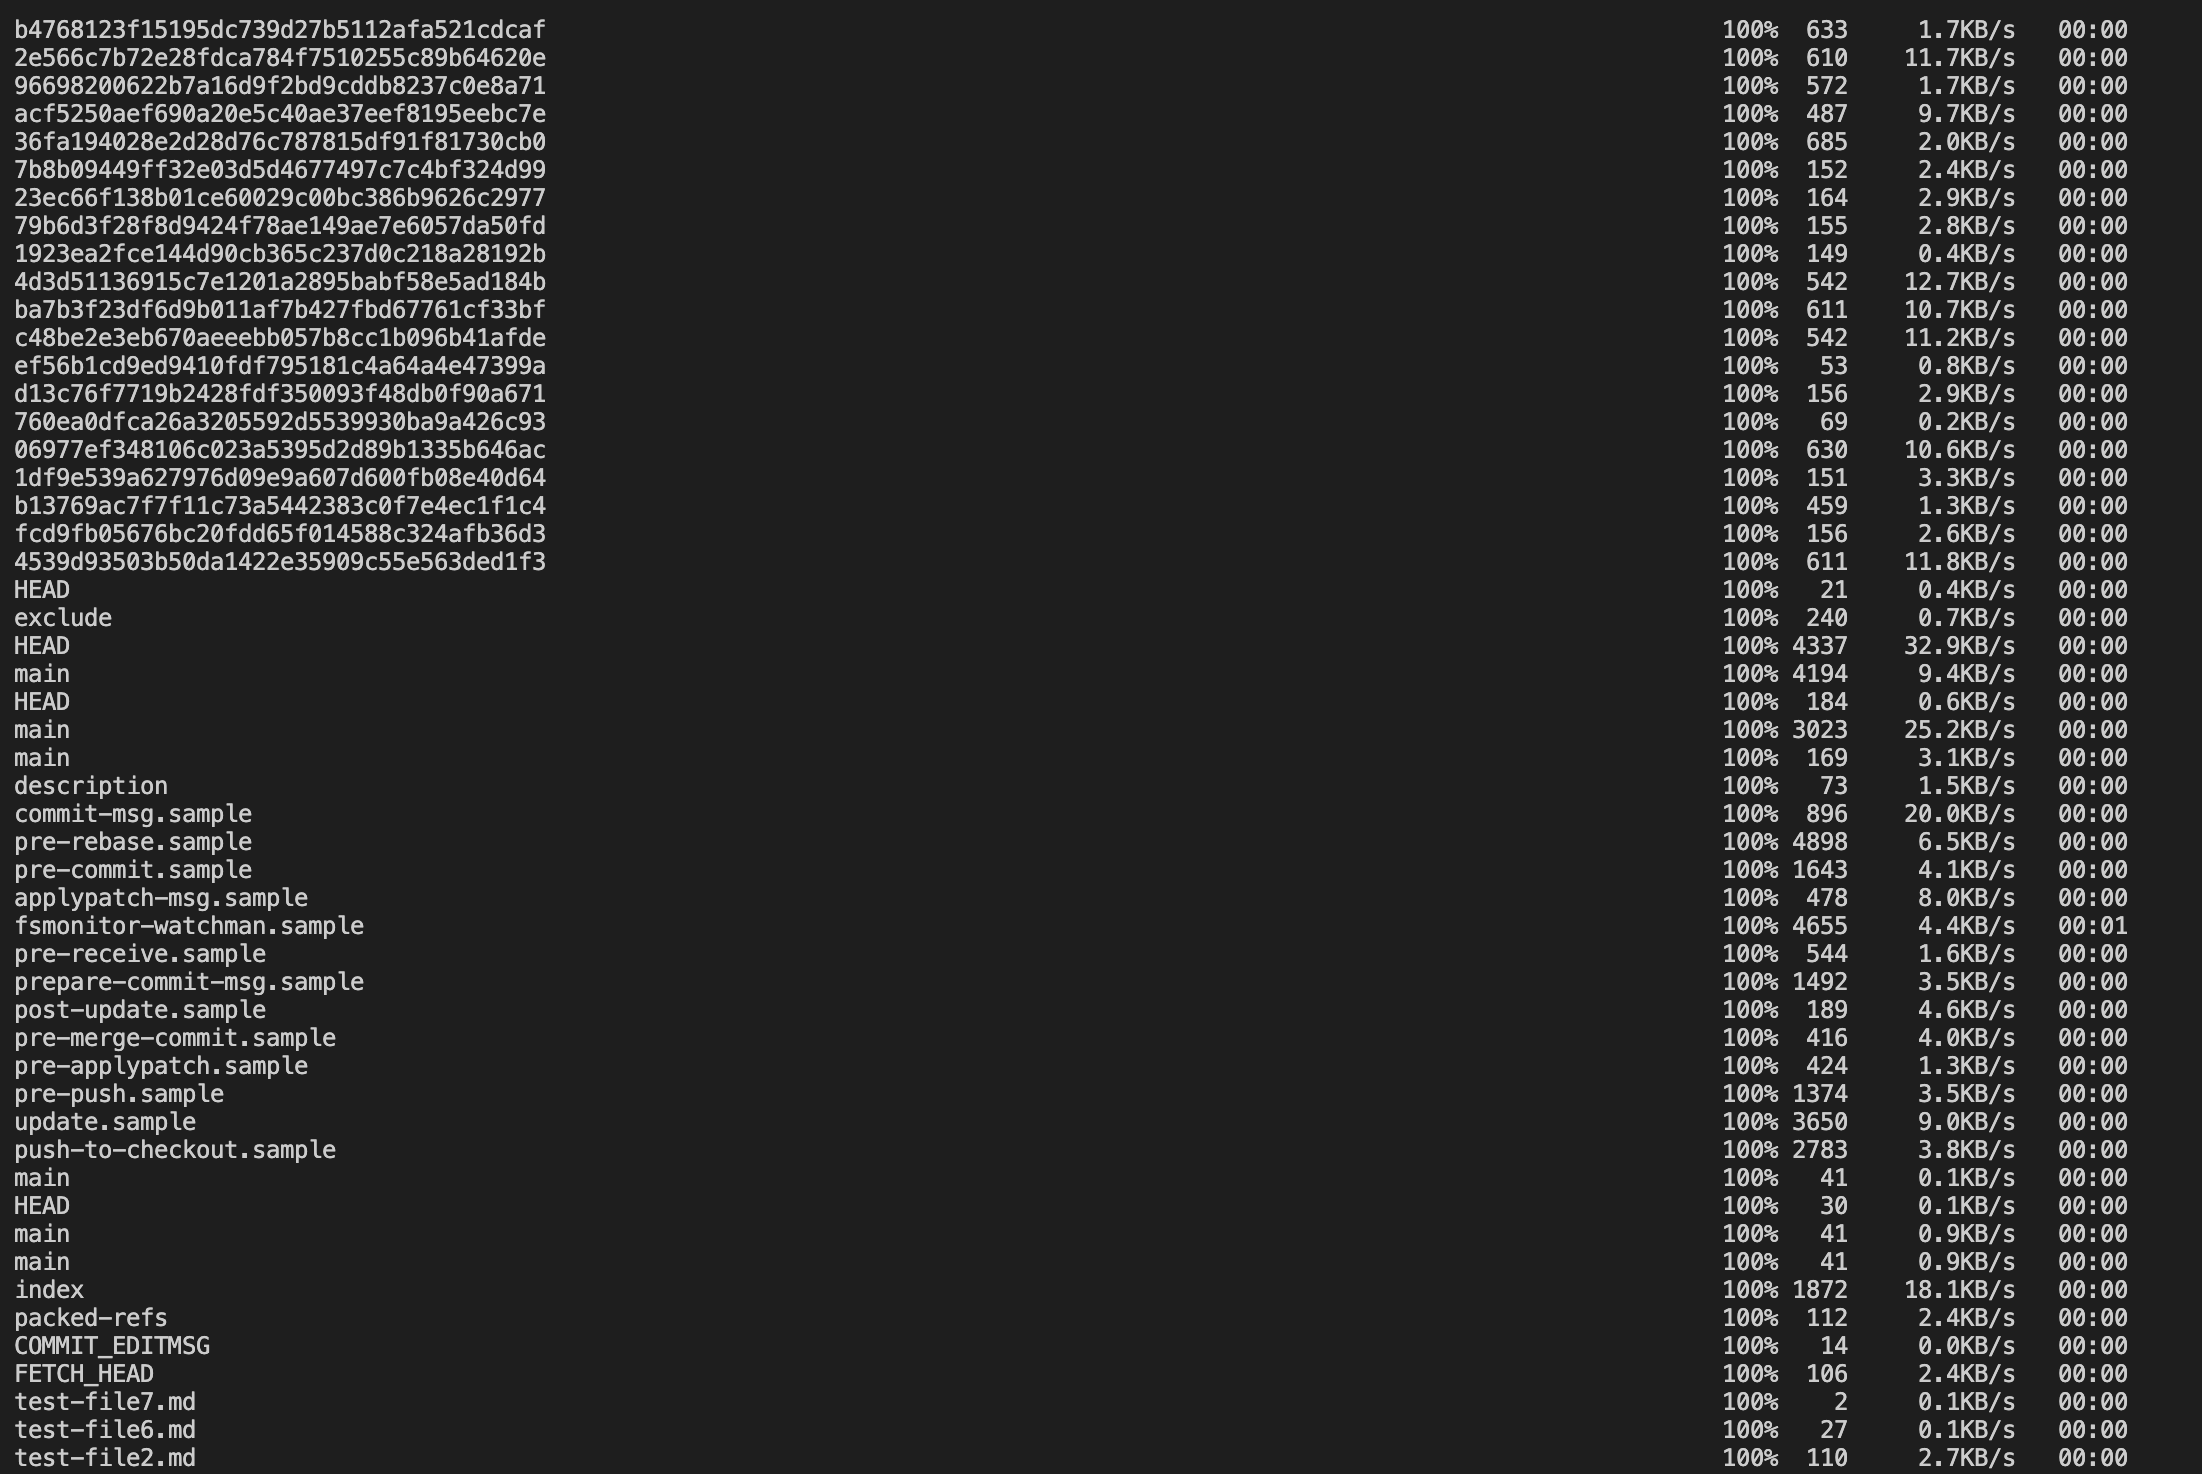 b4768123f15195dc739d27b5112afa521cdcaf 100% 633 1.7KB/s 00:00
2e566c7b72e28fdca784f7510255c89b64620e 100% 610 11.7KB/s 00:00
96698200622b7a16d9f2bd9cddb8237c0e8a71 100% 572 1.7KB/s 00:00
acf5250aef690a20e5c40ae37eef8195eebc7e 100% 487 9.7KB/s 00:00
36fa194028e2d28d76c787815df91f81730cb0 100% 685 2.0KB/s 00:00
7b8b09449ff32e03d5d4677497c7c4bf324d99 100% 152 2.4KB/s 00:00
23ec66f138b01ce60029c00bc386b9626c2977 100% 164 2.9KB/s 00:00
79b6d3f28f8d9424f78ae149ae7e6057da50fd 100% 155 2.8KB/s 00:00
1923ea2fce144d90cb365c237d0c218a28192b 100% 149 0.4KB/s 00:00
4d3d51136915c7e1201a2895babf58e5ad184b 100% 542 12.7KB/s 00:00
ba7b3f23df6d9b011af7b427fbd67761cf33bf 100% 611 10.7KB/s 00:00
c48be2e3eb670aeeebb057b8cc1b096b41afde 100% 542 11.2KB/s 00:00
ef56b1cd9ed9410fdf795181c4a64a4e47399a 100% 53 0.8KB/s 00:00
d13c76f7719b2428fdf350093f48db0f90a671 100% 156 2.9KB/s 00:00
760ea0dfca26a3205592d5539930ba9a426c93 100% 69 0.2KB/s 00:00
06977ef348106c023a5395d2d89b1335b646ac 100% 630 10.6KB/s 00:00
1df9e539a627976d09e9a607d600fb08e40d64 100% 151 3.3KB/s 00:00
b13769ac7f7f11c73a5442383c0f7e4ec1f1c4 100% 459 1.3KB/s 00:00
fcd9fb05676bc20fdd65f014588c324afb36d3 100% 156 2.6KB/s 00:00
4539d93503b50da1422e35909c55e563ded1f3 100% 611 11.8KB/s 00:00
HEAD 100% 21 0.4KB/s 00:00
exclude 100% 240 0.7KB/s 00:00
HEAD 100% 4337 32.9KB/s 00:00
main 100% 4194 9.4KB/s 00:00
HEAD 100% 184 0.6KB/s 00:00
main 100% 3023 25.2KB/s 00:00
main 100% 169 3.1KB/s 00:00
description 100% 73 1.5KB/s 00:00
commit-msg.sample 100% 896 20.0KB/s 00:00
pre-rebase.sample 100% 4898 6.5KB/s 00:00
pre-commit.sample 100% 1643 4.1KB/s 00:00
applypatch-msg.sample 100% 478 8.0KB/s 00:00
fsmonitor-watchman.sample 100% 4655 4.4KB/s 00:01
pre-receive.sample 100% 544 1.6KB/s 00:00
prepare-commit-msg.sample 100% 1492 3.5KB/s 00:00
post-update.sample 100% 189 4.6KB/s 00:00
pre-merge-commit.sample 100% 416 4.0KB/s 00:00
pre-applypatch.sample 100% 424 1.3KB/s 00:00
pre-push.sample 100% 1374 3.5KB/s 00:00
update.sample 100% 3650 9.0KB/s 00:00
push-to-checkout.sample 100% 2783 3.8KB/s 00:00
main 100% 41 0.1KB/s 00:00
HEAD 100% 30 0.1KB/s 00:00
main 100% 41 0.9KB/s 00:00
main 100% 41 0.9KB/s 00:00
index 100% 1872 18.1KB/s 00:00
packed-refs 100% 112 2.4KB/s 00:00
COMMIT_EDITMSG 100% 14 0.0KB/s 00:00
FETCH_HEAD 100% 106 2.4KB/s 00:00
test-file7.md 100% 2 0.1KB/s 00:00
test-file6.md 100% 27 0.1KB/s 00:00
test-file2.md 100% 110 2.7KB/s 00:00